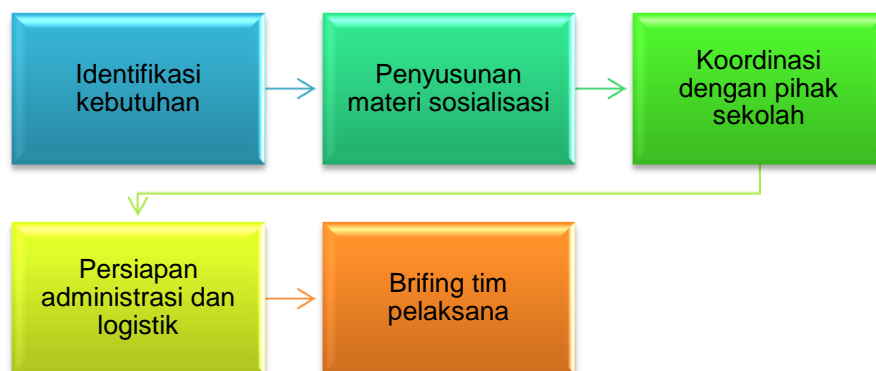 Identifikasi
kebutuhan
Penyusunan
materi sosialisasi
Koordinasi
dengan pihak
sekolah
Persiapan
administrasi dan
logistik
Brifing tim
pelaksana